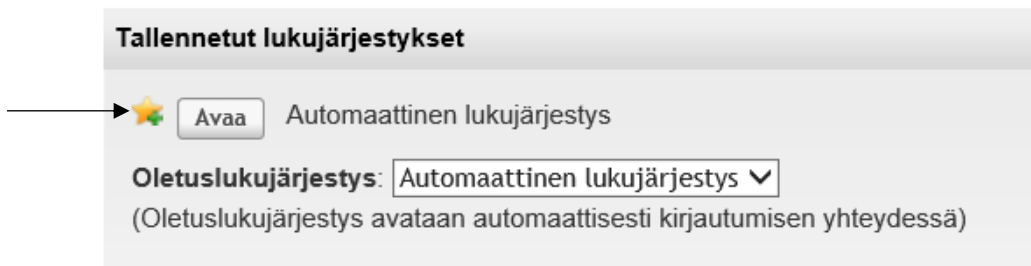 Tallennetut lukujärjestykset
Avaa Automaattinen lukujärjestys
Oletuslukujärjestys: Automaattinen lukujärjestys
(Oletuslukujärjestys avataan automaattisesti kirjautumisen yhteydessä)